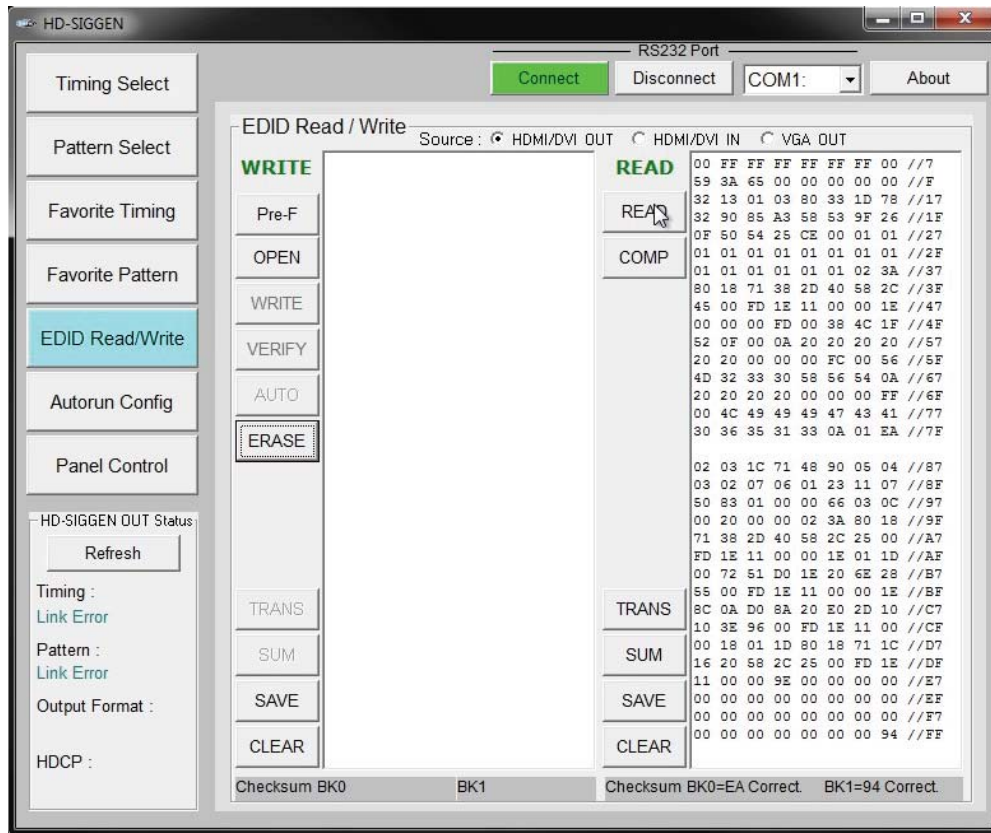 HD-SIGGEN
RS232 Port
Connect Disconnect COM1: About
Timing Select
Pattern Select
Favorite Timing
Favorite Pattern
EDID Read/Write
Autorun Config
Panel Control
HD-SIGGEN OUT Status
Refresh
Timing :
Link Error
Pattern :
Link Error
Output Format :
HDCP :
EDID Read / Write
Source : HDMI/DVI OUT HDMI/DVI IN VGA OUT
WRITE
Pre-F
OPEN
WRITE
VERIFY
AUTO
ERASE
TRANS
SUM
SAVE
CLEAR
READ
READ
COMP
TRANS
SUM
SAVE
CLEAR
00 FF FF FF FF FF FF 00 //7
59 3A 65 00 00 00 00 00 //F
32 13 01 03 80 33 1D 78 //17
32 90 85 A3 58 53 9F 26 //1F
0F 50 54 25 CE 00 01 01 //27
01 01 01 01 01 01 01 01 //2F
01 01 01 01 01 01 02 3A //37
80 18 71 38 2D 40 58 2C //3F
45 00 FD 1E 11 00 00 1E //47
00 00 00 FD 00 38 4C 1F //4F
52 0F 00 0A 20 20 20 20 //57
20 20 00 00 00 FC 00 56 //5F
4D 32 33 30 58 56 54 0A //67
20 20 20 20 00 00 00 FF //6F
00 4C 49 49 49 47 43 41 //77
30 36 35 31 33 0A 01 EA //7F
02 03 1C 71 48 90 05 04 //87
03 02 07 06 01 23 11 07 //8F
50 83 01 00 00 66 03 0C //97
00 20 00 00 02 3A 80 18 //9F
71 38 2D 40 58 2C 25 00 //A7
FD 1E 11 00 00 1E 01 1D //AF
00 72 51 D0 1E 20 6E 28 //B7
55 00 FD 1E 11 00 00 1E //BF
8C 0A D0 8A 20 E0 2D 10 //C7
10 3E 96 00 FD 1E 11 00 //CF
00 18 01 1D 80 18 71 1C //D7
16 20 58 2C 25 00 FD 1E //DF
11 00 00 9E 00 00 00 00 //E7
00 00 00 00 00 00 00 00 //EF
00 00 00 00 00 00 00 00 //F7
00 00 00 00 00 00 00 94 //FF
Checksum BK0 BK1
Checksum BK0=EA Correct. BK1=94 Correct.